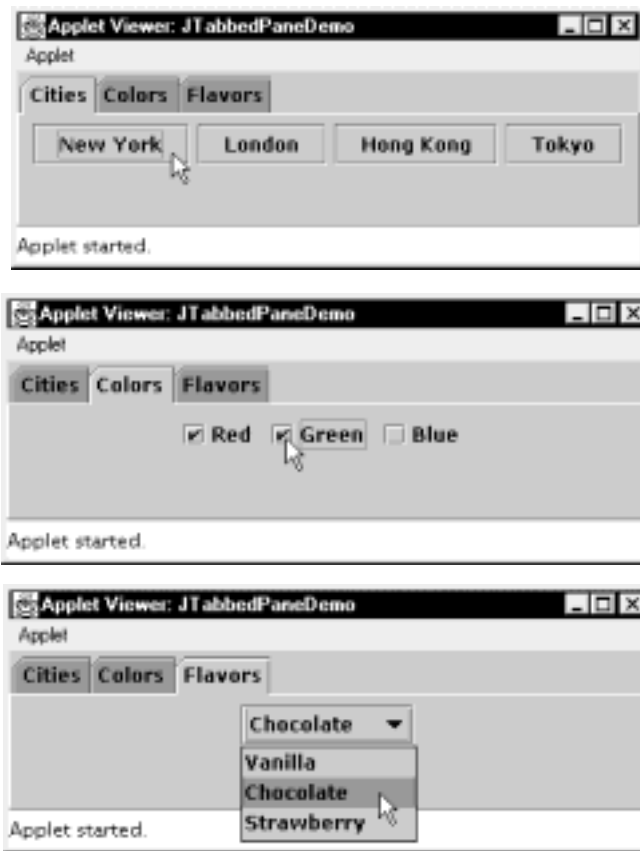 Applet Viewer: JTabbedPaneDemo
Applet
Cities Colors Flavors
New York London Hong Kong Tokyo
Applet started.
Applet Viewer: JTabbedPaneDemo
Applet
Cities Colors Flavors
Red Green Blue
Applet started.
Applet Viewer: JTabbedPaneDemo
Applet
Cities Colors Flavors
Chocolate
Vanilla
Chocolate
Strawberry
Applet started.